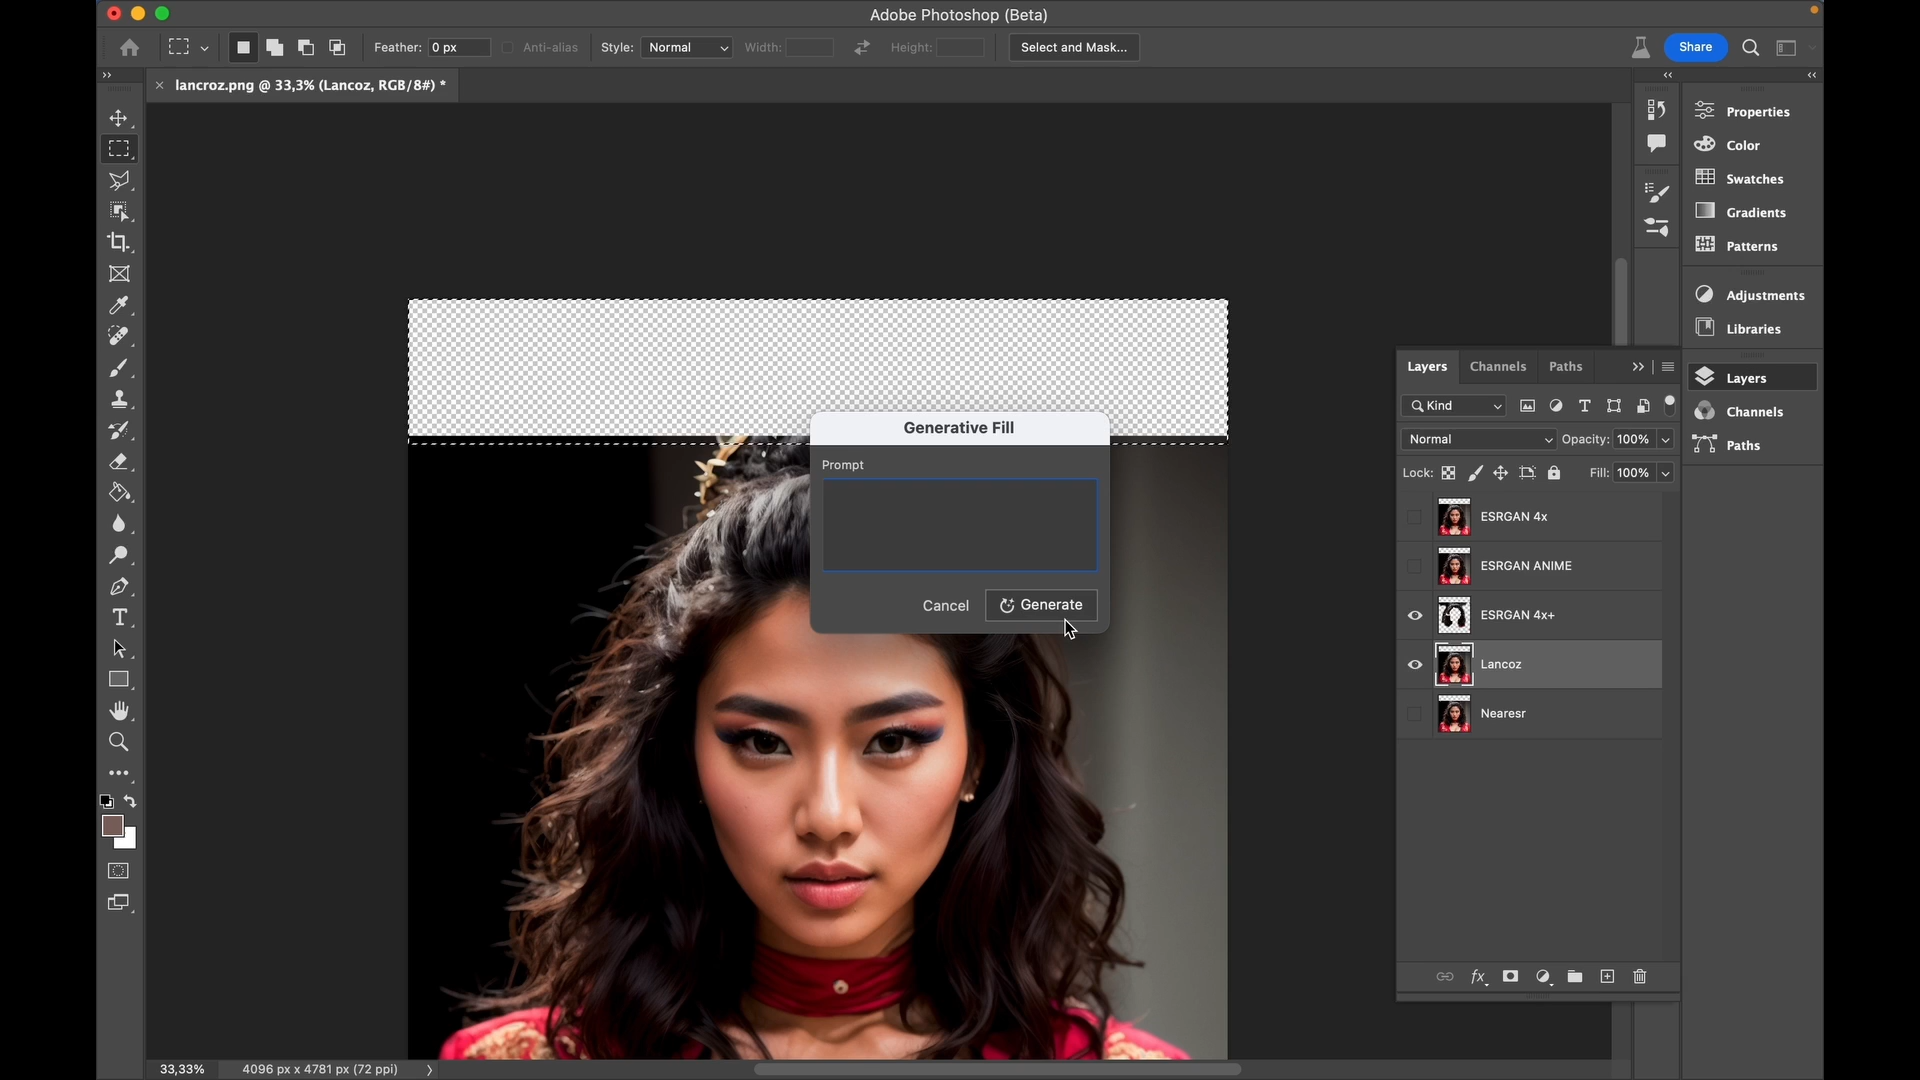 Adobe Photoshop (Beta)
Feather: 0 px Anti-alias Style: Normal Width: Height: Select and Mask... Share
lancroz.png @ 33,3% (Lancoz, RGB/8#) *
Properties
Color
Swatches
Gradients
Patterns
Adjustments
Libraries
Layers
Channels
Paths
Layers Channels Paths
Kind
Normal Opacity: 100%
Lock: Fill: 100%
ESRGAN 4x
ESRGAN ANIME
ESRGAN 4x+
Lancoz
Nearesr
fx
Generative Fill
Prompt
Cancel Generate
33,33% 4096 px x 4781 px (72 ppi)